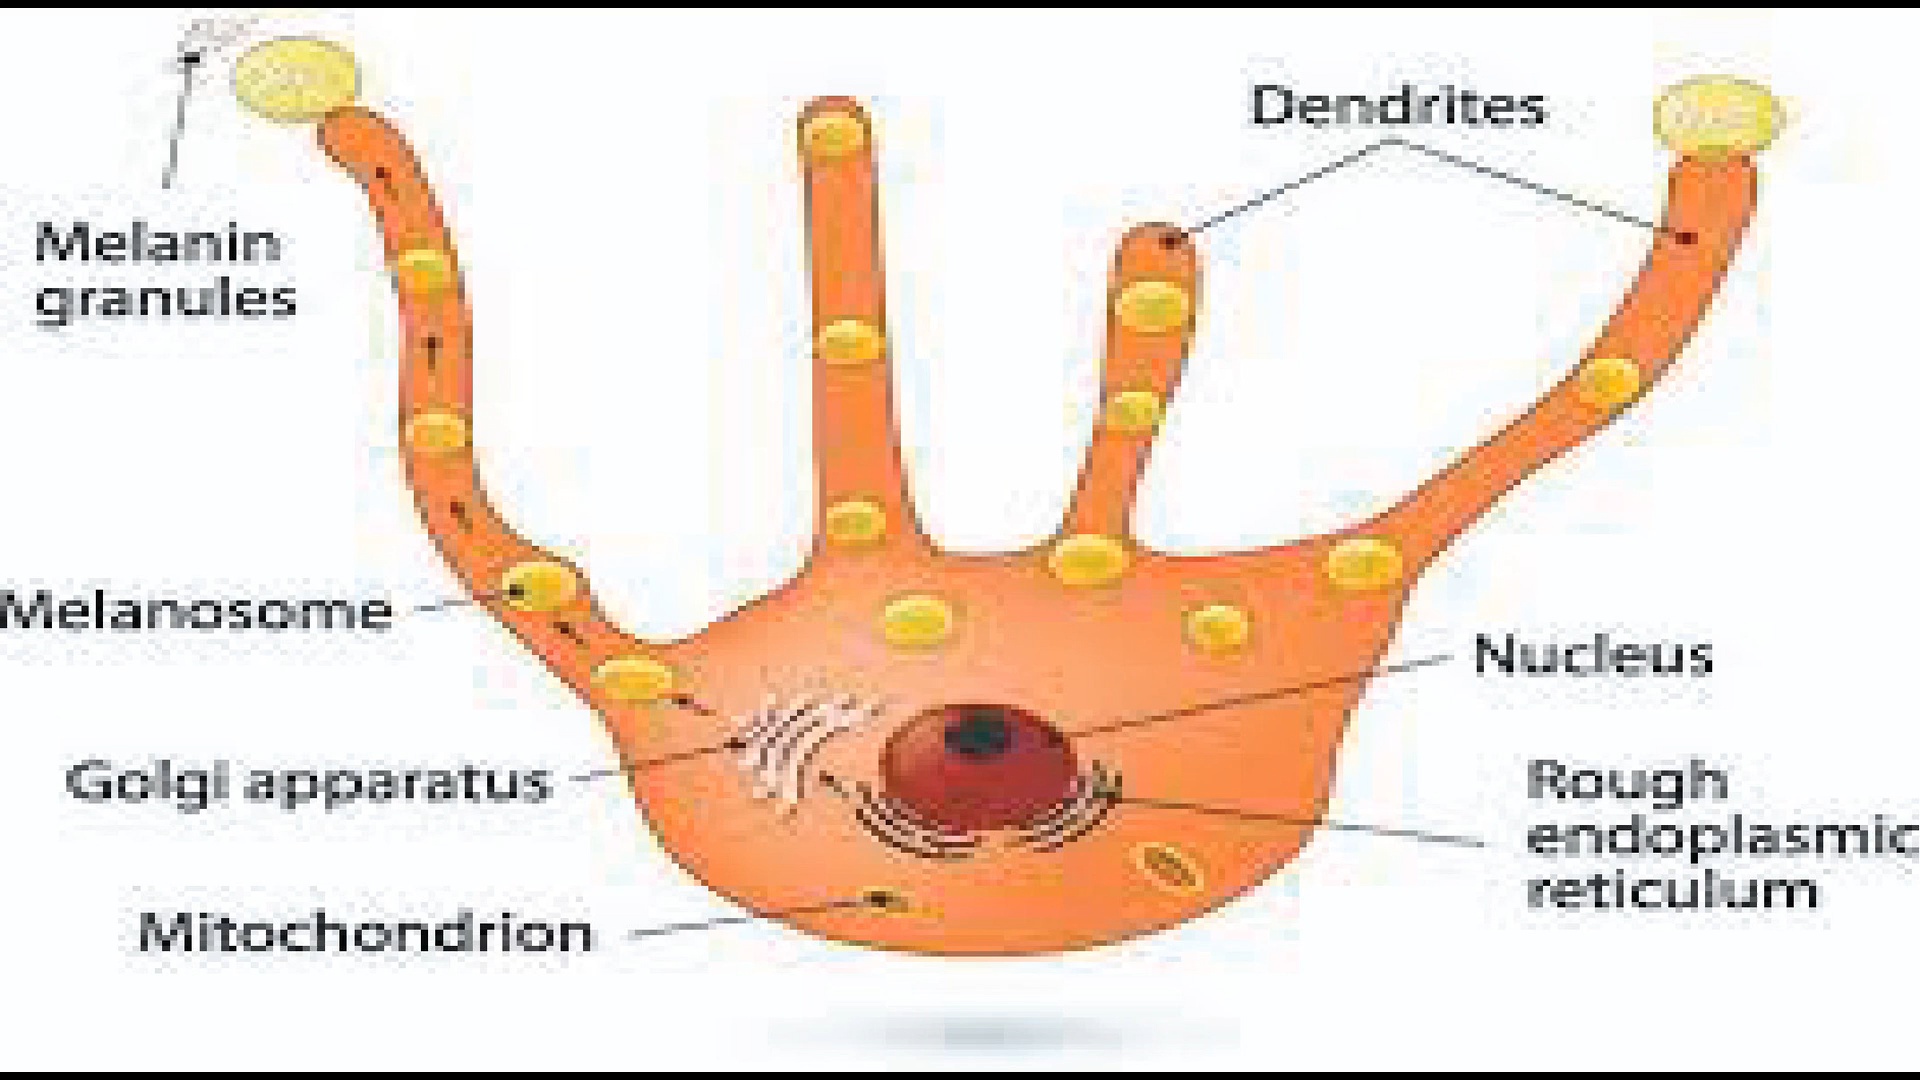 Dendrites
Melanin
granules
Melanosome
Nucleus
Golgi apparatus
Rough
endoplasmic
reticulum
Mitochondrion